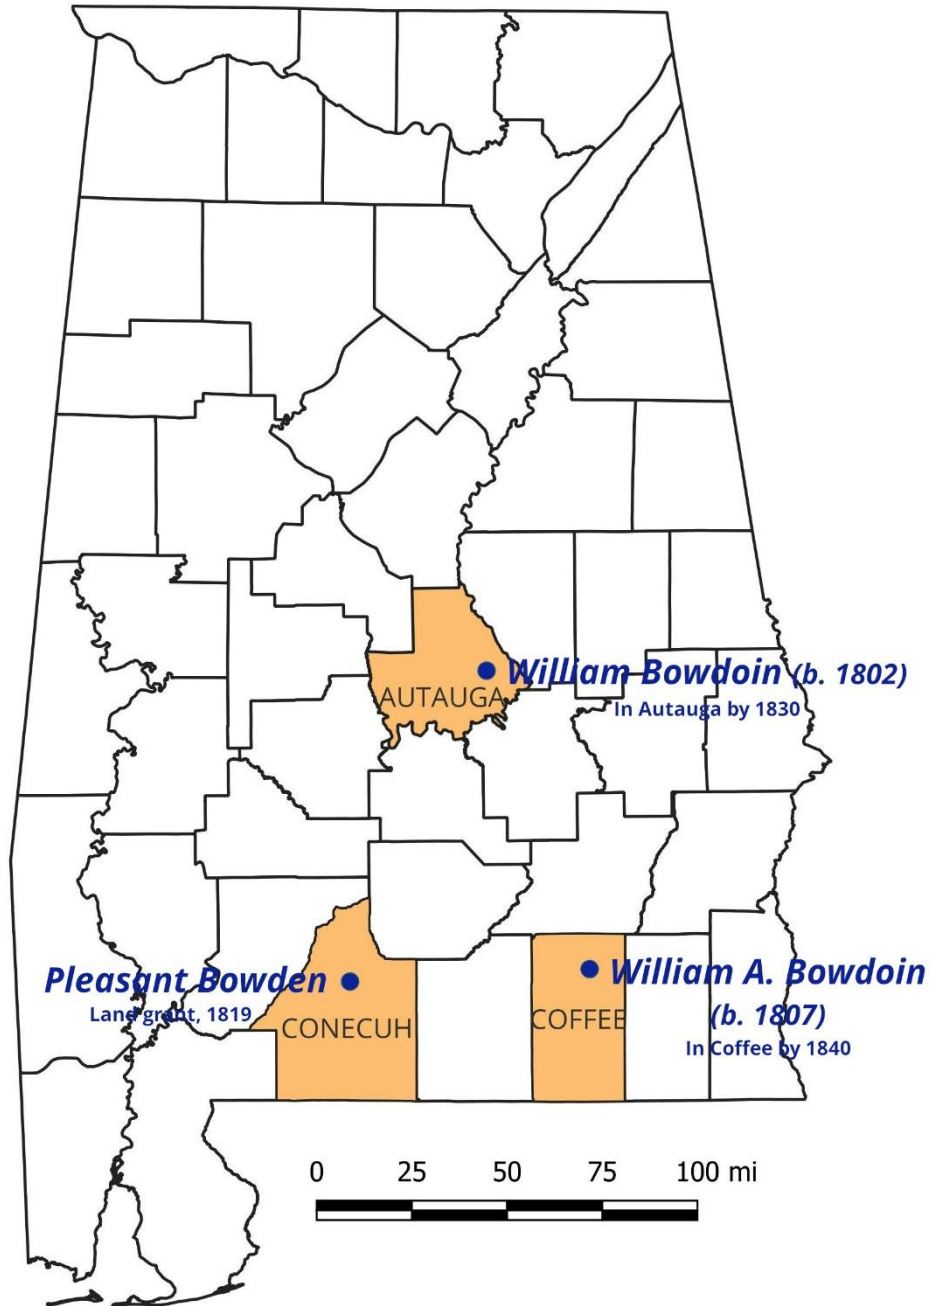 William Bowdoin (b. 1802)
AUTAUGA
In Autauga by 1830
Pleasant Bowden
Land grant, 1819
CONECUH
William A. Bowdoin
(b. 1807)
COFFEE
In Coffee by 1840
0 25 50 75 100 mi